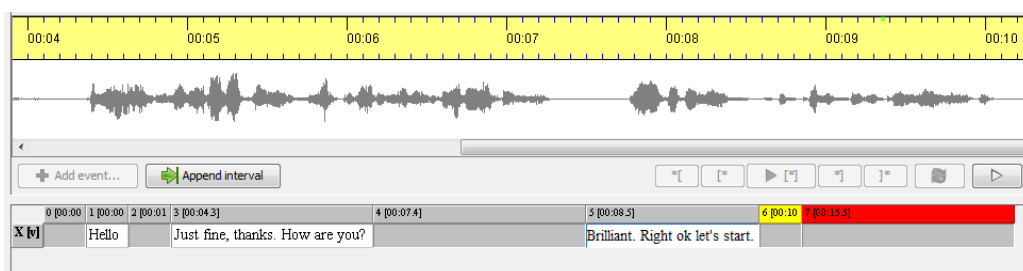 00:04 00:05 00:06 00:07 00:08 00:09 00:10
Add event... Append interval *[ [* [*] *] ]*
0 [00:00 1 [00:00 2 [00:01 3 [00:04.3] 4 [00:07.4] 5 [00:08.5] 6 [00:10 7 [00:15.5]
X [v] Hello Just fine, thanks. How are you? Brilliant. Right ok let's start.